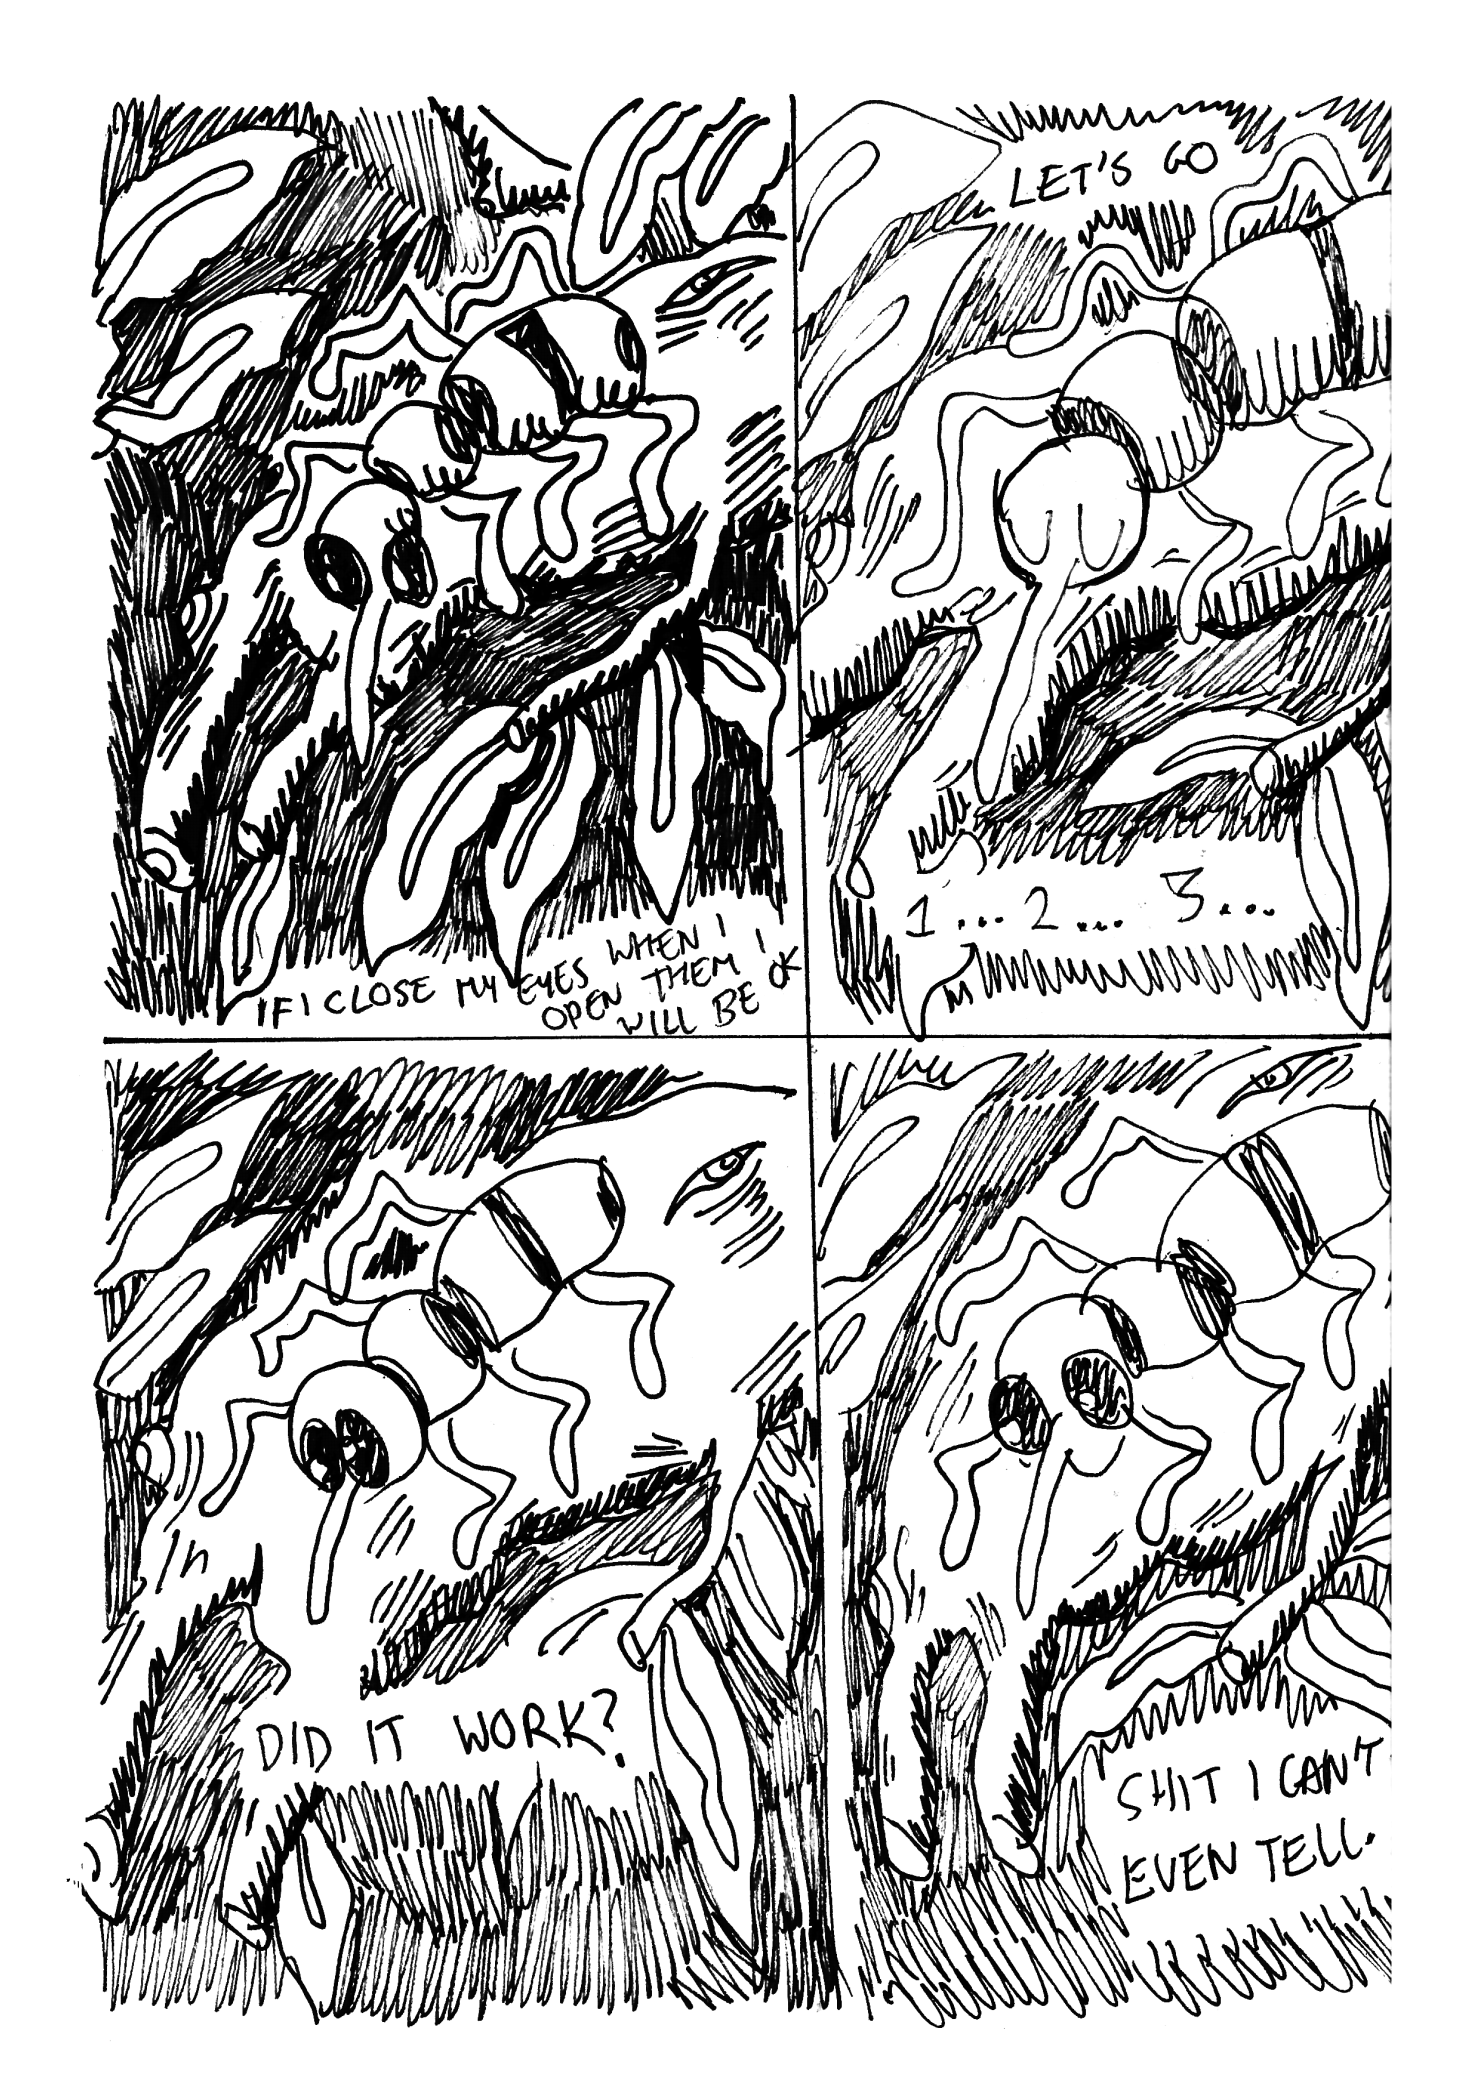 IF I CLOSE MY EYES WHEN I
OPEN THEM I
WILL BE OK
LET'S GO
1... 2... 3...
DID IT WORK?
SHIT I CAN'T
EVEN TELL.